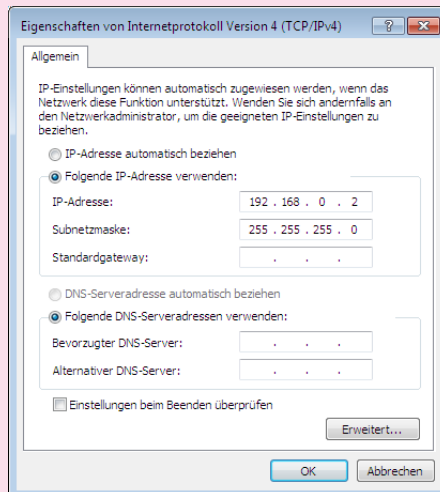 Eigenschaften von Internetprotokoll Version 4 (TCP/IPv4)
Allgemein
IP-Einstellungen können automatisch zugewiesen werden, wenn das
Netzwerk diese Funktion unterstützt. Wenden Sie sich andernfalls an
den Netzwerkadministrator, um die geeigneten IP-Einstellungen zu
beziehen.
IP-Adresse automatisch beziehen
Folgende IP-Adresse verwenden:
IP-Adresse: 192 . 168 . 0 . 2
Subnetzmaske: 255 . 255 . 255 . 0
Standardgateway: . . .
DNS-Serveradresse automatisch beziehen
Folgende DNS-Serveradressen verwenden:
Bevorzugter DNS-Server: . . .
Alternativer DNS-Server: . . .
Einstellungen beim Beenden überprüfen
Erweitert...
OK Abbrechen